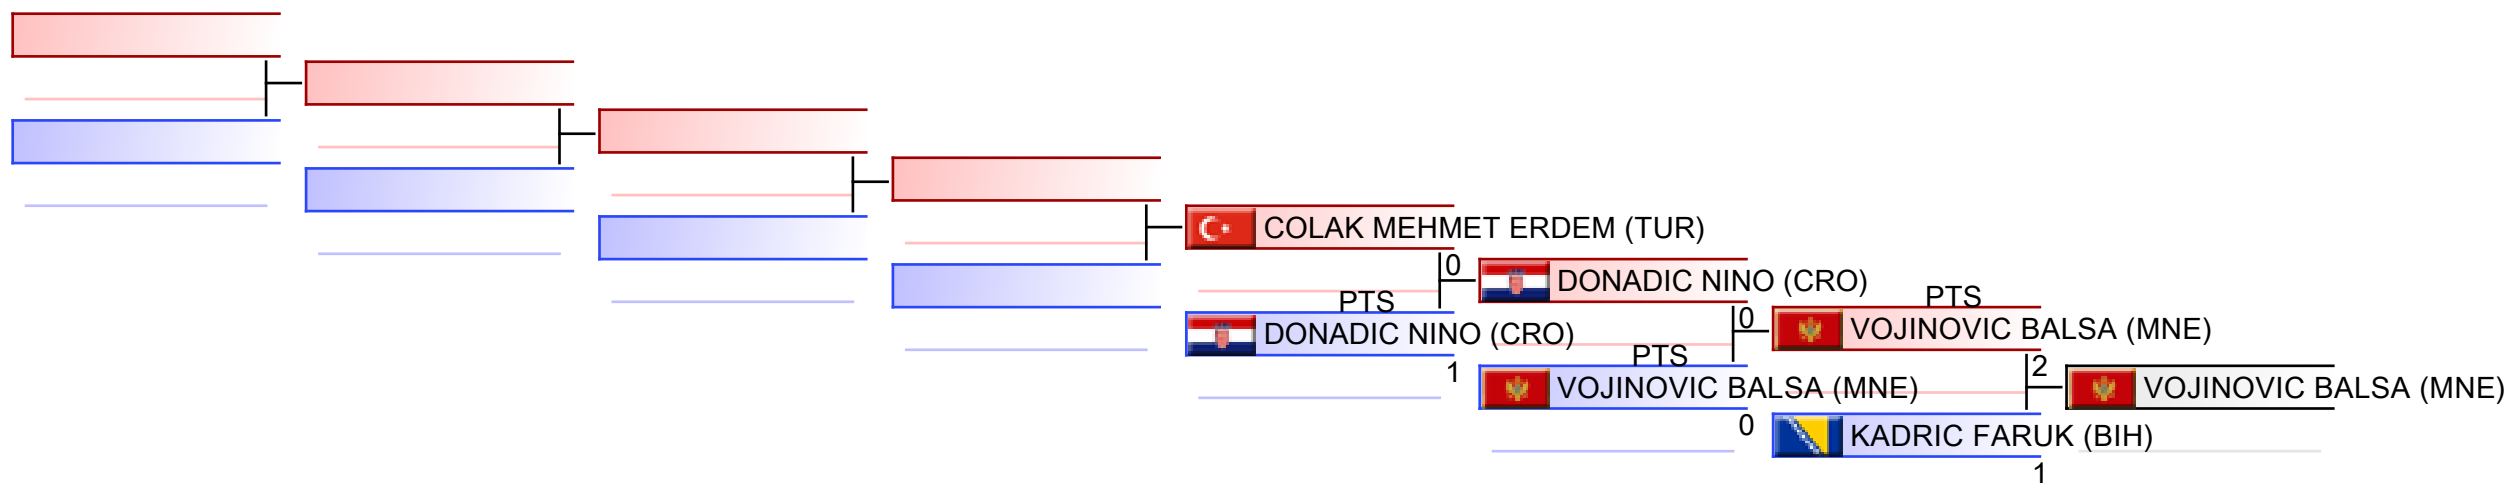 COLAK MEHMET ERDEM (TUR)
0
PTS
DONADIC NINO (CRO)
1
DONADIC NINO (CRO)
0
PTS
VOJINOVIC BALSA (MNE)
0
PTS
VOJINOVIC BALSA (MNE)
2
KADRIC FARUK (BIH)
1
VOJINOVIC BALSA (MNE)